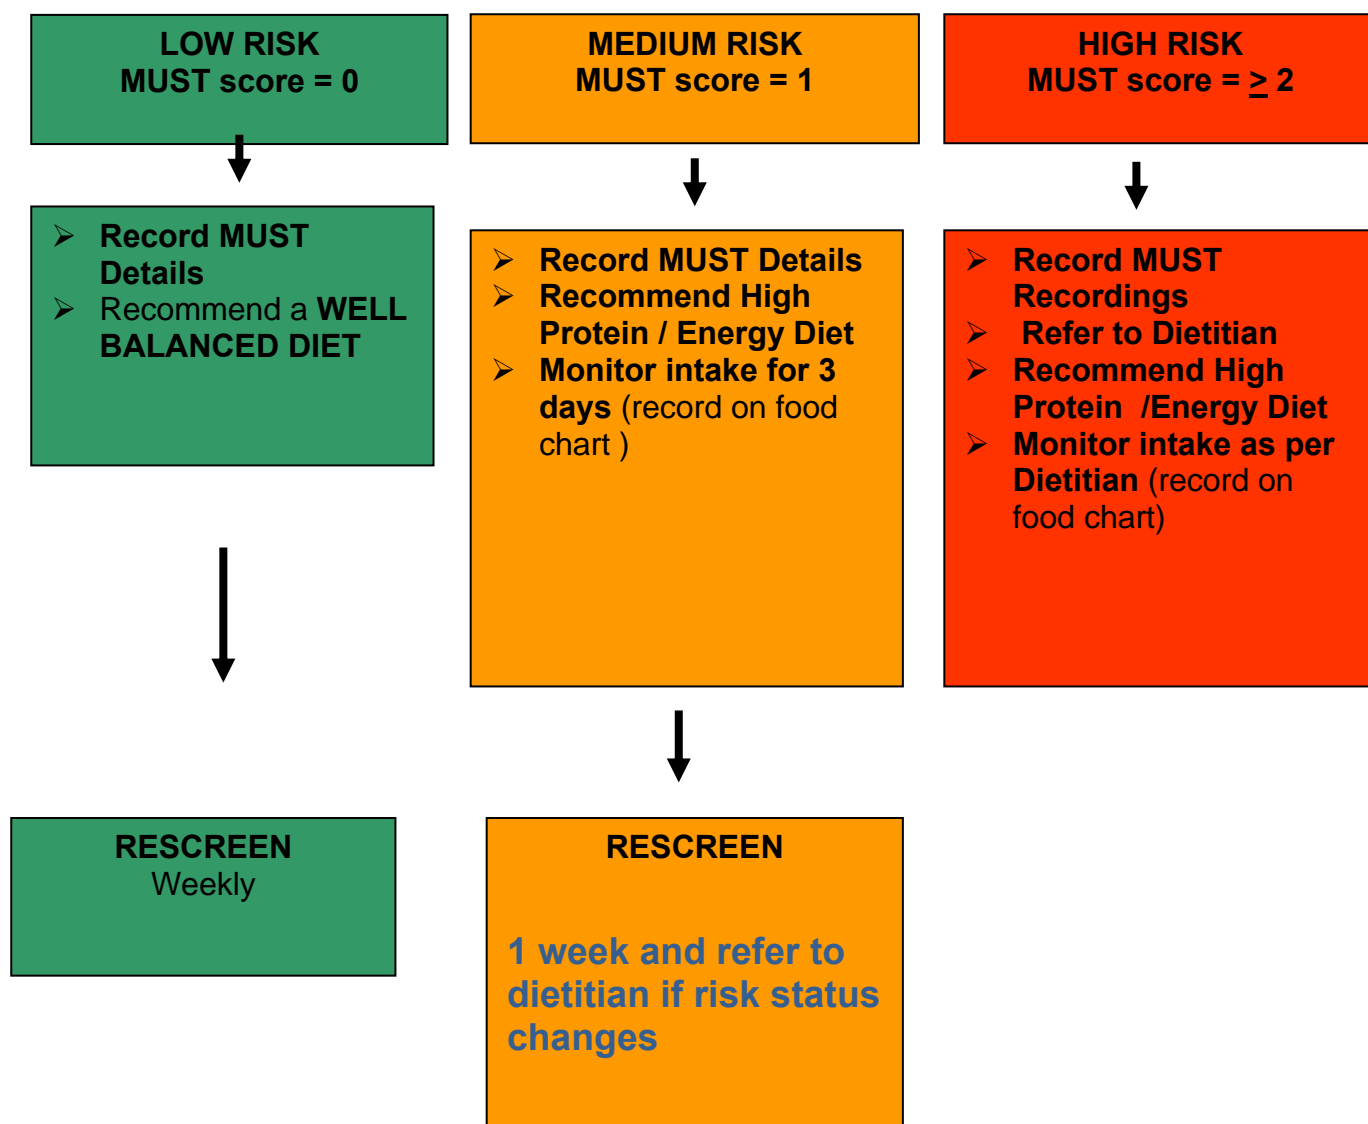 LOW RISK
MUST score = 0
MEDIUM RISK
MUST score = 1
HIGH RISK
MUST score = ≥ 2
➢ Record MUST
Details
➢ Recommend a WELL
BALANCED DIET
➢ Record MUST Details
➢ Recommend High
Protein / Energy Diet
➢ Monitor intake for 3
days (record on food
chart )
➢ Record MUST
Recordings
➢ Refer to Dietitian
➢ Recommend High
Protein /Energy Diet
➢ Monitor intake as per
Dietitian (record on
food chart)
RESCREEN
Weekly
RESCREEN
1 week and refer to
dietitian if risk status
changes